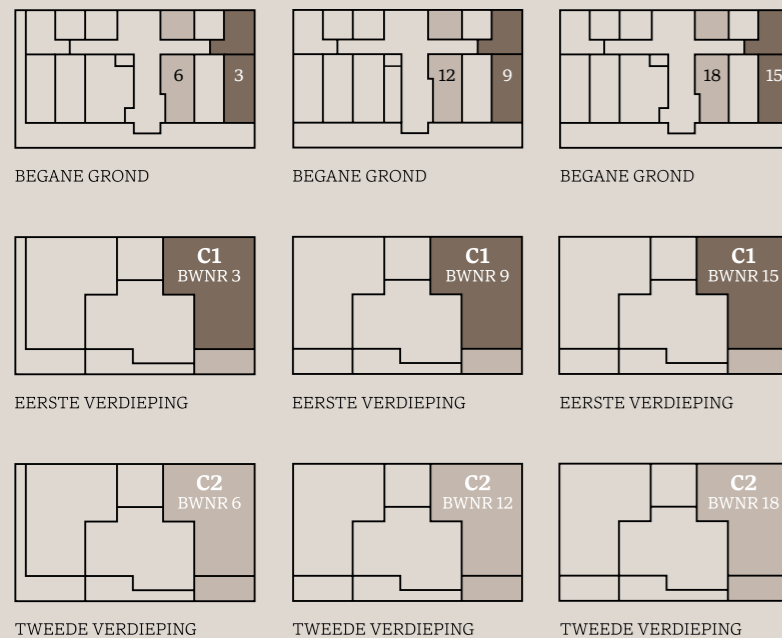 6 3
12 9
18 15
BEGANE GROND
BEGANE GROND
BEGANE GROND
C1
BWNR 3
C1
BWNR 9
C1
BWNR 15
EERSTE VERDIEPING
EERSTE VERDIEPING
EERSTE VERDIEPING
C2
BWNR 6
C2
BWNR 12
C2
BWNR 18
TWEEDE VERDIEPING
TWEEDE VERDIEPING
TWEEDE VERDIEPING